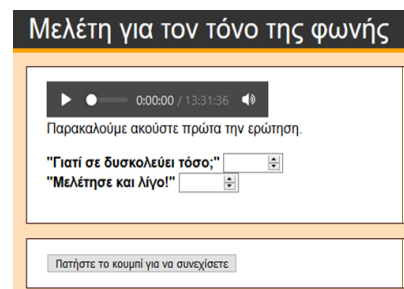 Μελέτη για τον τόνο της φωνής
0:00:00 / 13:31:36
Παρακαλούμε ακούστε πρώτα την ερώτηση.
"Γιατί σε δυσκολεύει τόσο;"
"Μελέτησε και λίγο!"
Πατήστε το κουμπί για να συνεχίσετε